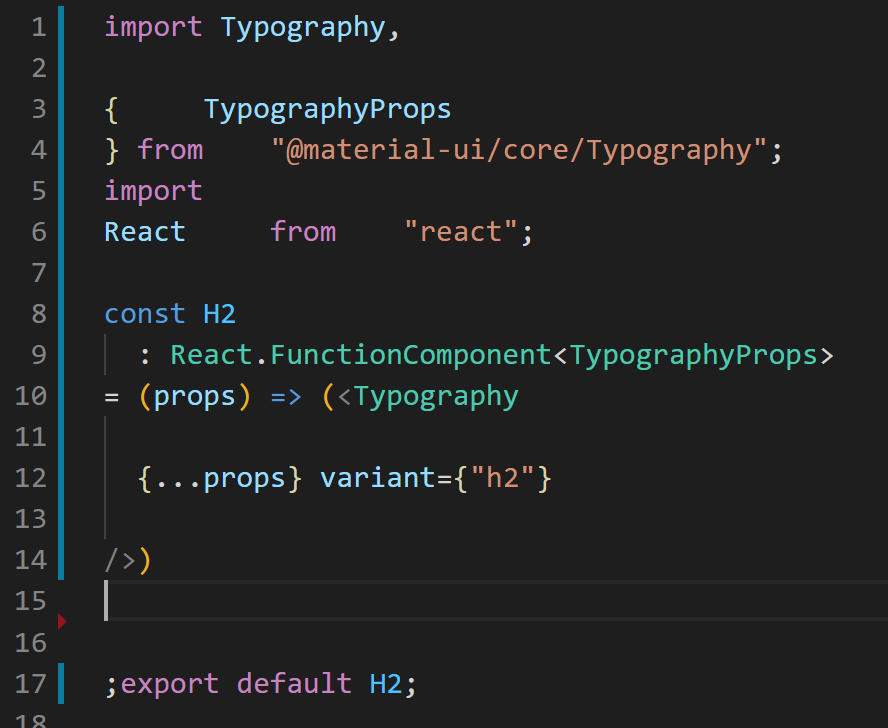 1 import Typography,
2
3 {     TypographyProps
4 } from    "@material-ui/core/Typography";
5 import
6 React     from    "react";
7
8 const H2
9   : React.FunctionComponent<TypographyProps>
10 = (props) => (<Typography
11
12   {...props} variant={"h2"}
13
14 />)
15
16
17 ;export default H2;
18